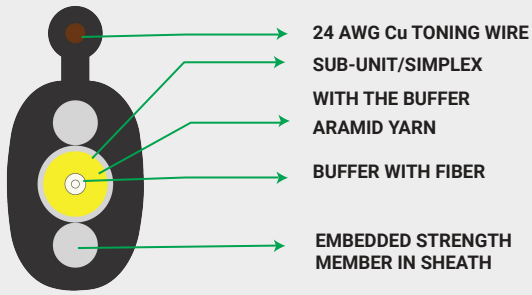 24 AWG Cu TONING WIRE
SUB-UNIT/SIMPLEX
WITH THE BUFFER
ARAMID YARN
BUFFER WITH FIBER
EMBEDDED STRENGTH
MEMBER IN SHEATH